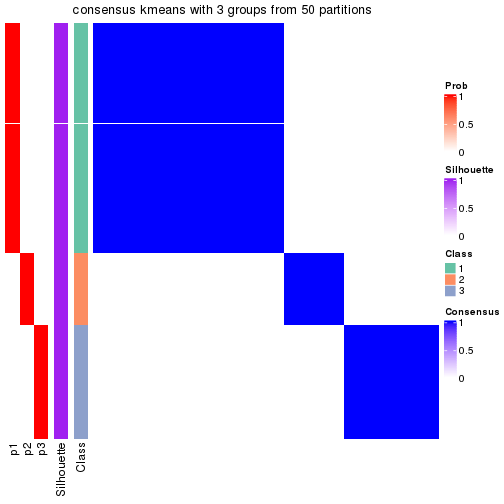 consensus kmeans with 3 groups from 50 partitions
Prob
1
0.5
0
Silhouette
1
0.5
0
Class
1
2
3
Consensus
1
0.5
0
p1
p2
p3
Silhouette
Class